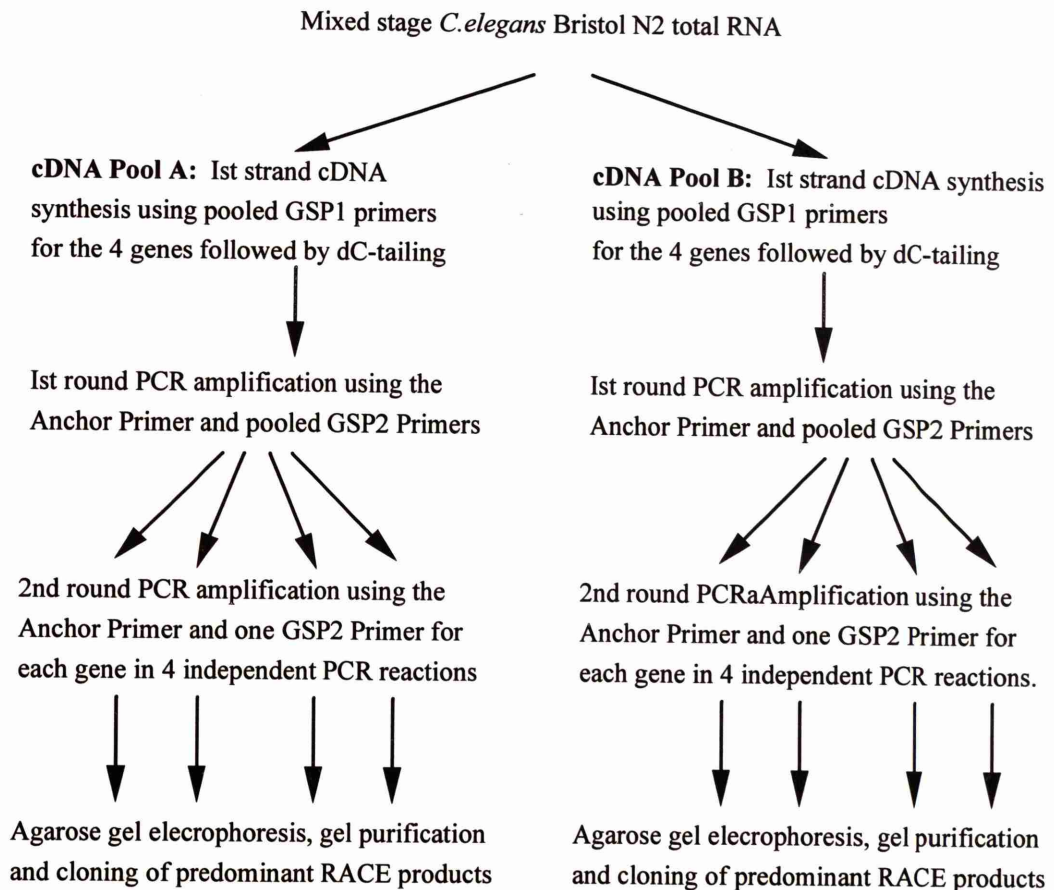 Mixed stage C.elegans Bristol N2 total RNA
cDNA Pool A: Ist strand cDNA
synthesis using pooled GSP1 primers
for the 4 genes followed by dC-tailing
cDNA Pool B: Ist strand cDNA synthesis
using pooled GSP1 primers
for the 4 genes followed by dC-tailing
Ist round PCR amplification using the
Anchor Primer and pooled GSP2 Primers
Ist round PCR amplification using the
Anchor Primer and pooled GSP2 Primers
2nd round PCR amplification using the
Anchor Primer and one GSP2 Primer for
each gene in 4 independent PCR reactions
2nd round PCRaAmplification using the
Anchor Primer and one GSP2 Primer for
each gene in 4 independent PCR reactions.
Agarose gel elecrophoresis, gel purification
and cloning of predominant RACE products
Agarose gel elecrophoresis, gel purification
and cloning of predominant RACE products